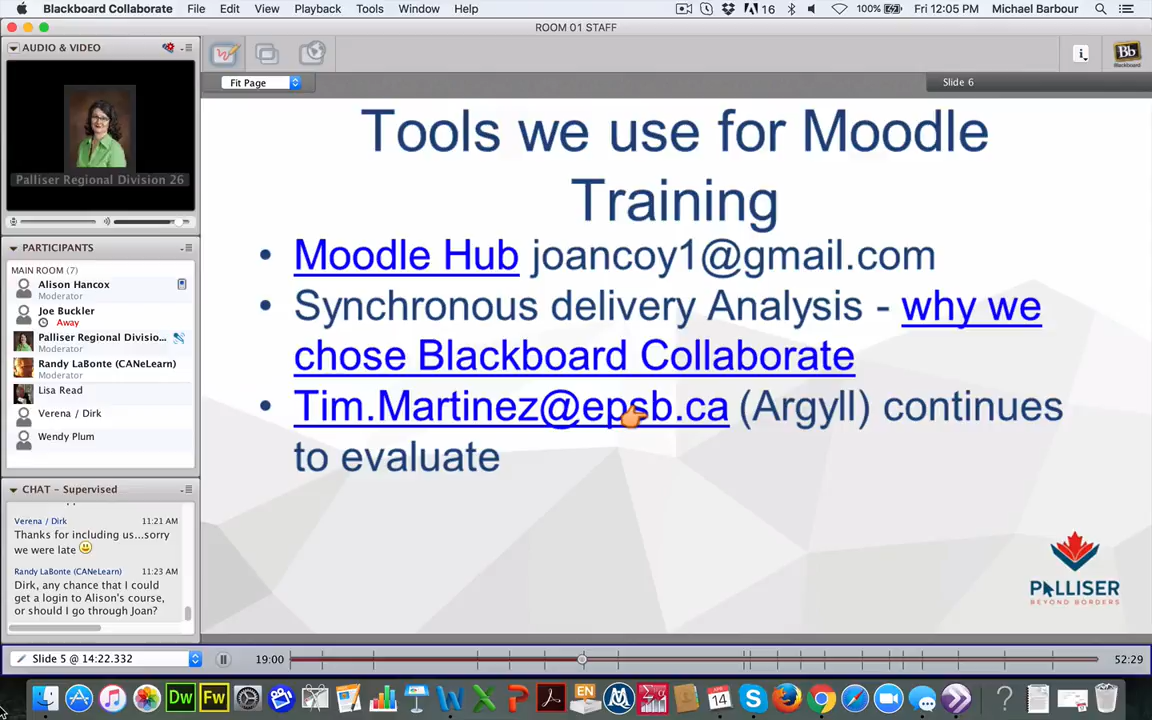 Blackboard Collaborate File Edit View Playback Tools Window Help 16 100% Fri 12:05 PM Michael Barbour
ROOM 01 STAFF
AUDIO & VIDEO
Palliser Regional Division 26
PARTICIPANTS
MAIN ROOM (7)
Alison Hancox
Moderator
Joe Buckler
Away
Palliser Regional Divisio...
Moderator
Randy LaBonte (CANeLearn)
Moderator
Lisa Read
Verena / Dirk
Wendy Plum
CHAT - Supervised
Verena / Dirk 11:21 AM
Thanks for including us...sorry
we were late
Randy LaBonte (CANeLearn) 11:23 AM
Dirk, any chance that I could
get a login to Alison's course,
or should I go through Joan?
Fit Page
Slide 6
Bb
Blackboard
Tools we use for Moodle
Training
• Moodle Hub joancoy1@gmail.com
• Synchronous delivery Analysis - why we
chose Blackboard Collaborate
• Tim.Martinez@epsb.ca (Argyll) continues
to evaluate
PALLISER
BEYOND BORDERS
Slide 5 @ 14:22.332 19:00 52:29
Dw Fw EN 14